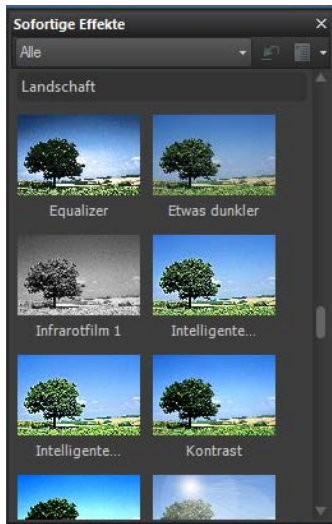 Sofortige Effekte
Alle
Landschaft
Equalizer
Etwas dunkler
Infrarotfilm 1
Intelligente...
Intelligente...
Kontrast